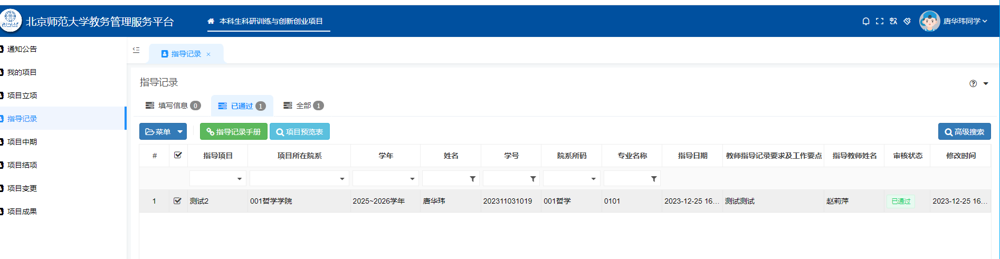 北京师范大学教务管理服务平台
本科生科研训练与创新创业项目
唐华玮同学
通知公告
我的项目
项目立项
指导记录
项目中期
项目结项
项目变更
项目成果
指导记录 ×
指导记录
填写信息 0 已通过 1 全部 1
菜单 指导记录手册 项目预览表 高级搜索
# 指导项目 项目所在院系 学年 姓名 学号 院系所码 专业名称 指导日期 教师指导记录要求及工作要点 指导教师姓名 审核状态 修改时间
1 测试2 001哲学学院 2025~2026学年 唐华玮 202311031019 001哲学 0101 2023-12-25 16... 测试测试 赵莉萍 已通过 2023-12-25 16...